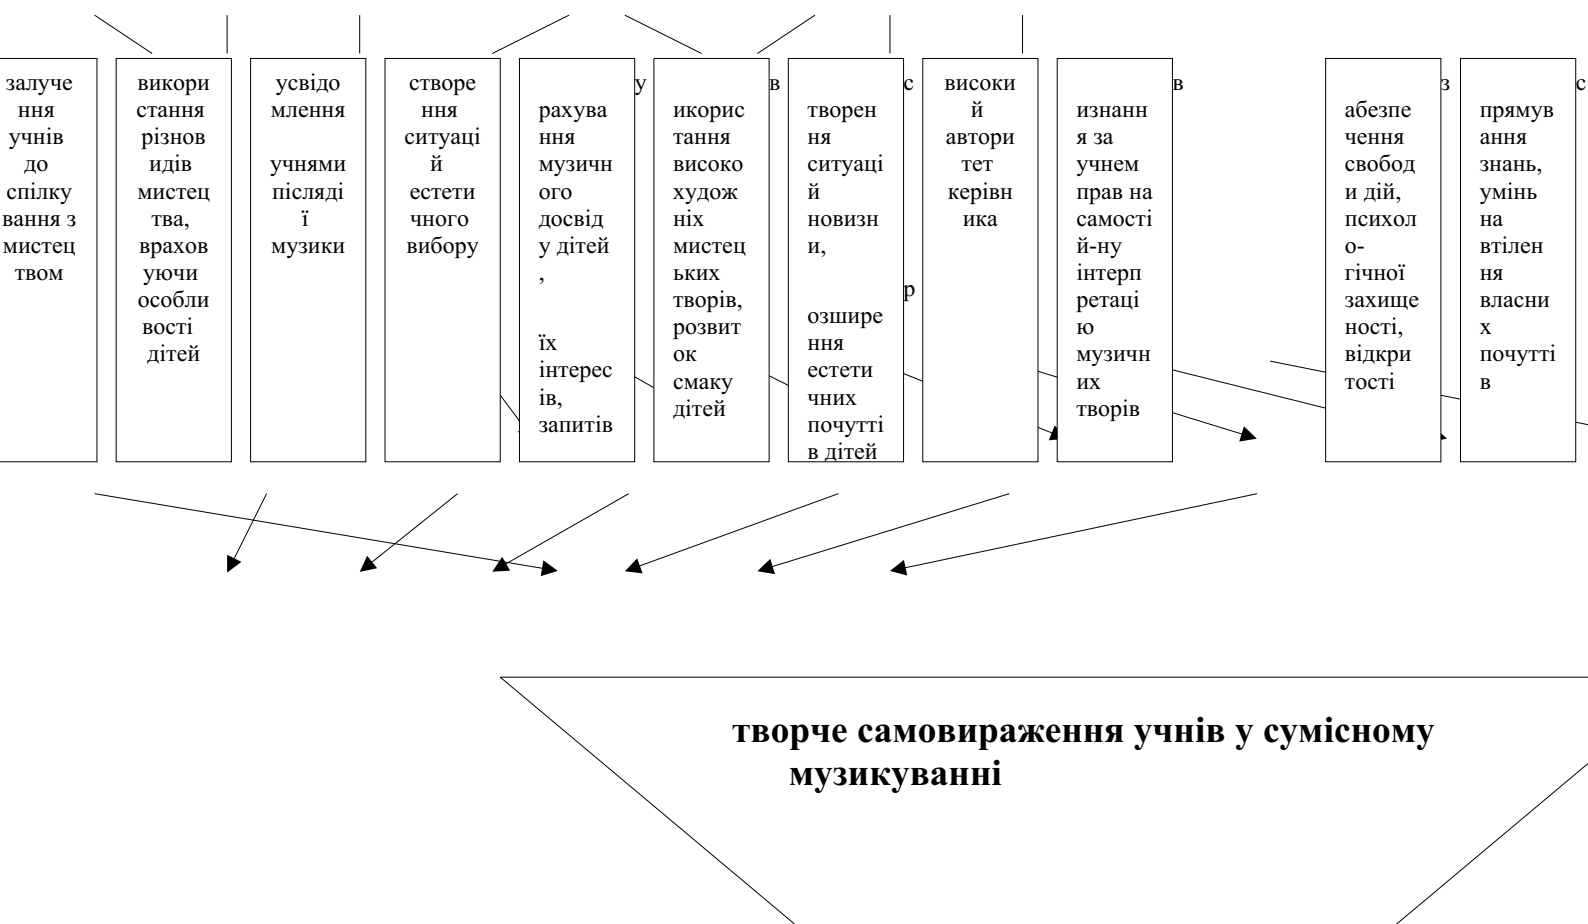 залуче
ння
учнів
до
спілку
вання з
мистец
твом
викори
стання
різнов
идів
мистец
тва,
врахов
уючи
особли
вості
дітей
усвідо
млення
учнями
післяді
ї
музики
створе
ння
ситуаці
й
естети
чного
вибору
у
рахува
ння
музичн
ого
досвід
у дітей
,
їх
інтерес
ів,
запитів
в
икорис
тання
високо
худож
ніх
мистец
ьких
творів,
розвит
ок
смаку
дітей
с
творен
ня
ситуаці
й
новизн
и,
р
озшире
ння
естети
чних
почутті
в дітей
високи
й
автори
тет
керівн
ика
в
изнанн
я за
учнем
прав на
самості
й-ну
інтерп
ретаці
ю
музичн
их
творів
з
абезпе
чення
свобод
и дій,
психол
о-
гічної
захище
ності,
відкри
тості
с
прямув
ання
знань,
умінь
на
втілен
ня
власни
х
почутті
в
творче самовираження учнів у сумісному
музикуванні